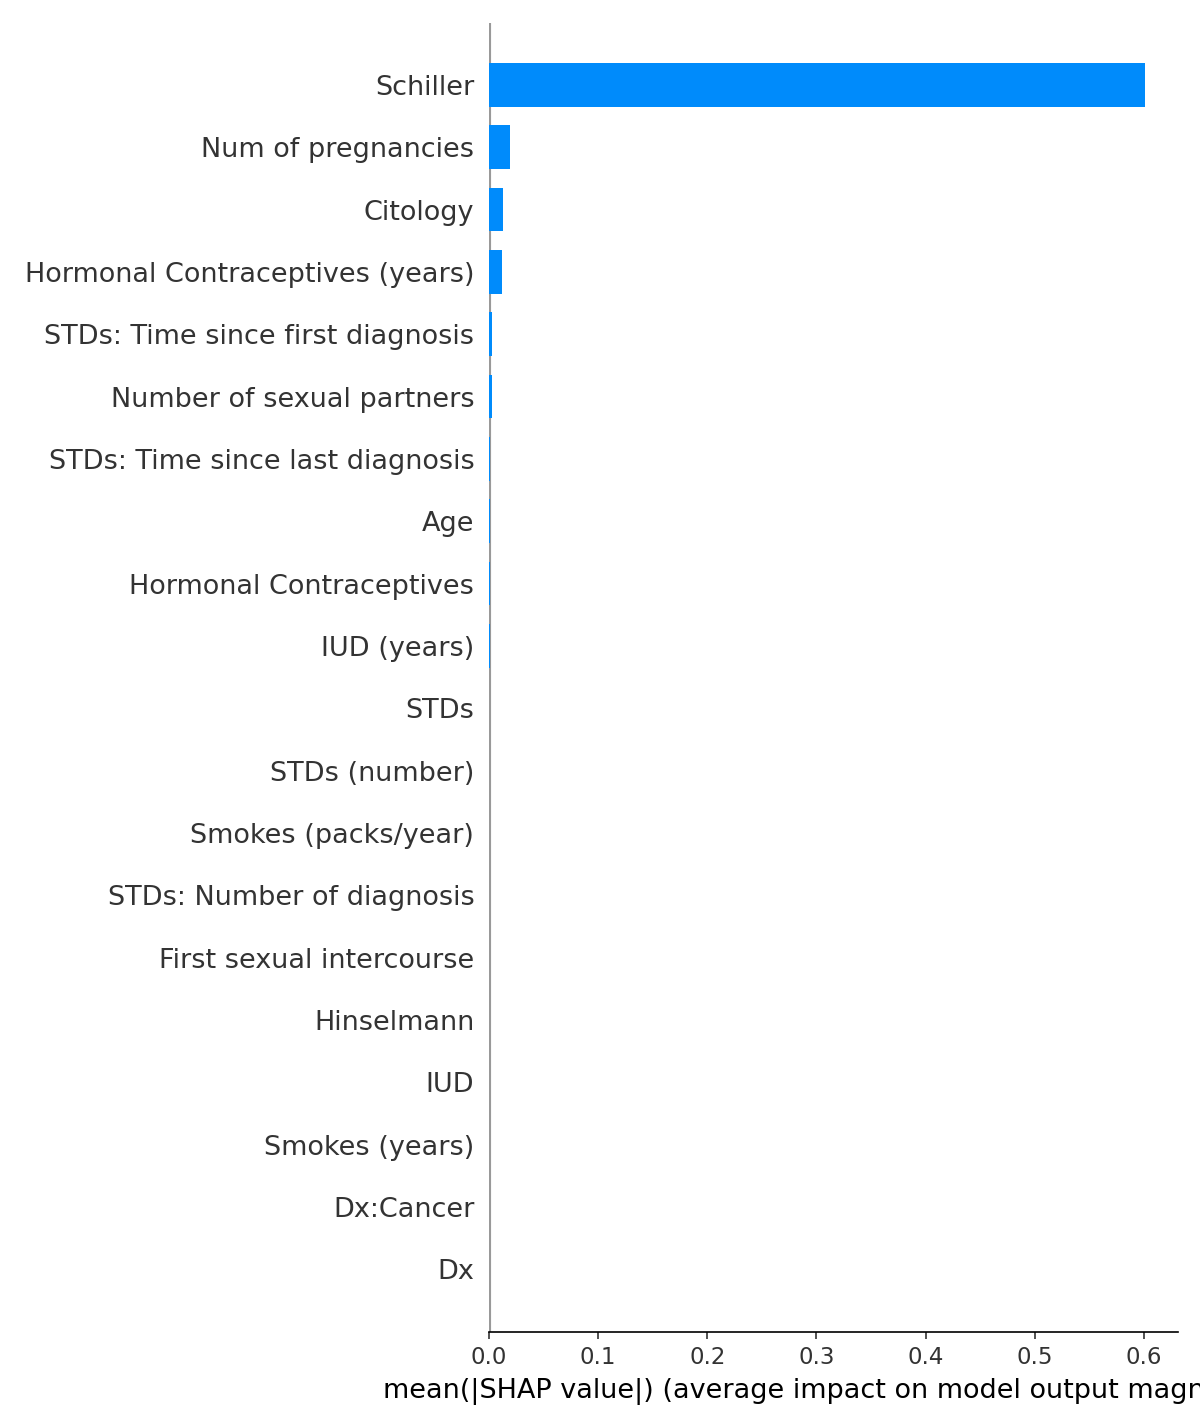 Schiller
Num of pregnancies
Citology
Hormonal Contraceptives (years)
STDs: Time since first diagnosis
Number of sexual partners
STDs: Time since last diagnosis
Age
Hormonal Contraceptives
IUD (years)
STDs
STDs (number)
Smokes (packs/year)
STDs: Number of diagnosis
First sexual intercourse
Hinselmann
IUD
Smokes (years)
Dx:Cancer
Dx
0.0 0.1 0.2 0.3 0.4 0.5 0.6
mean(|SHAP value|) (average impact on model output magn